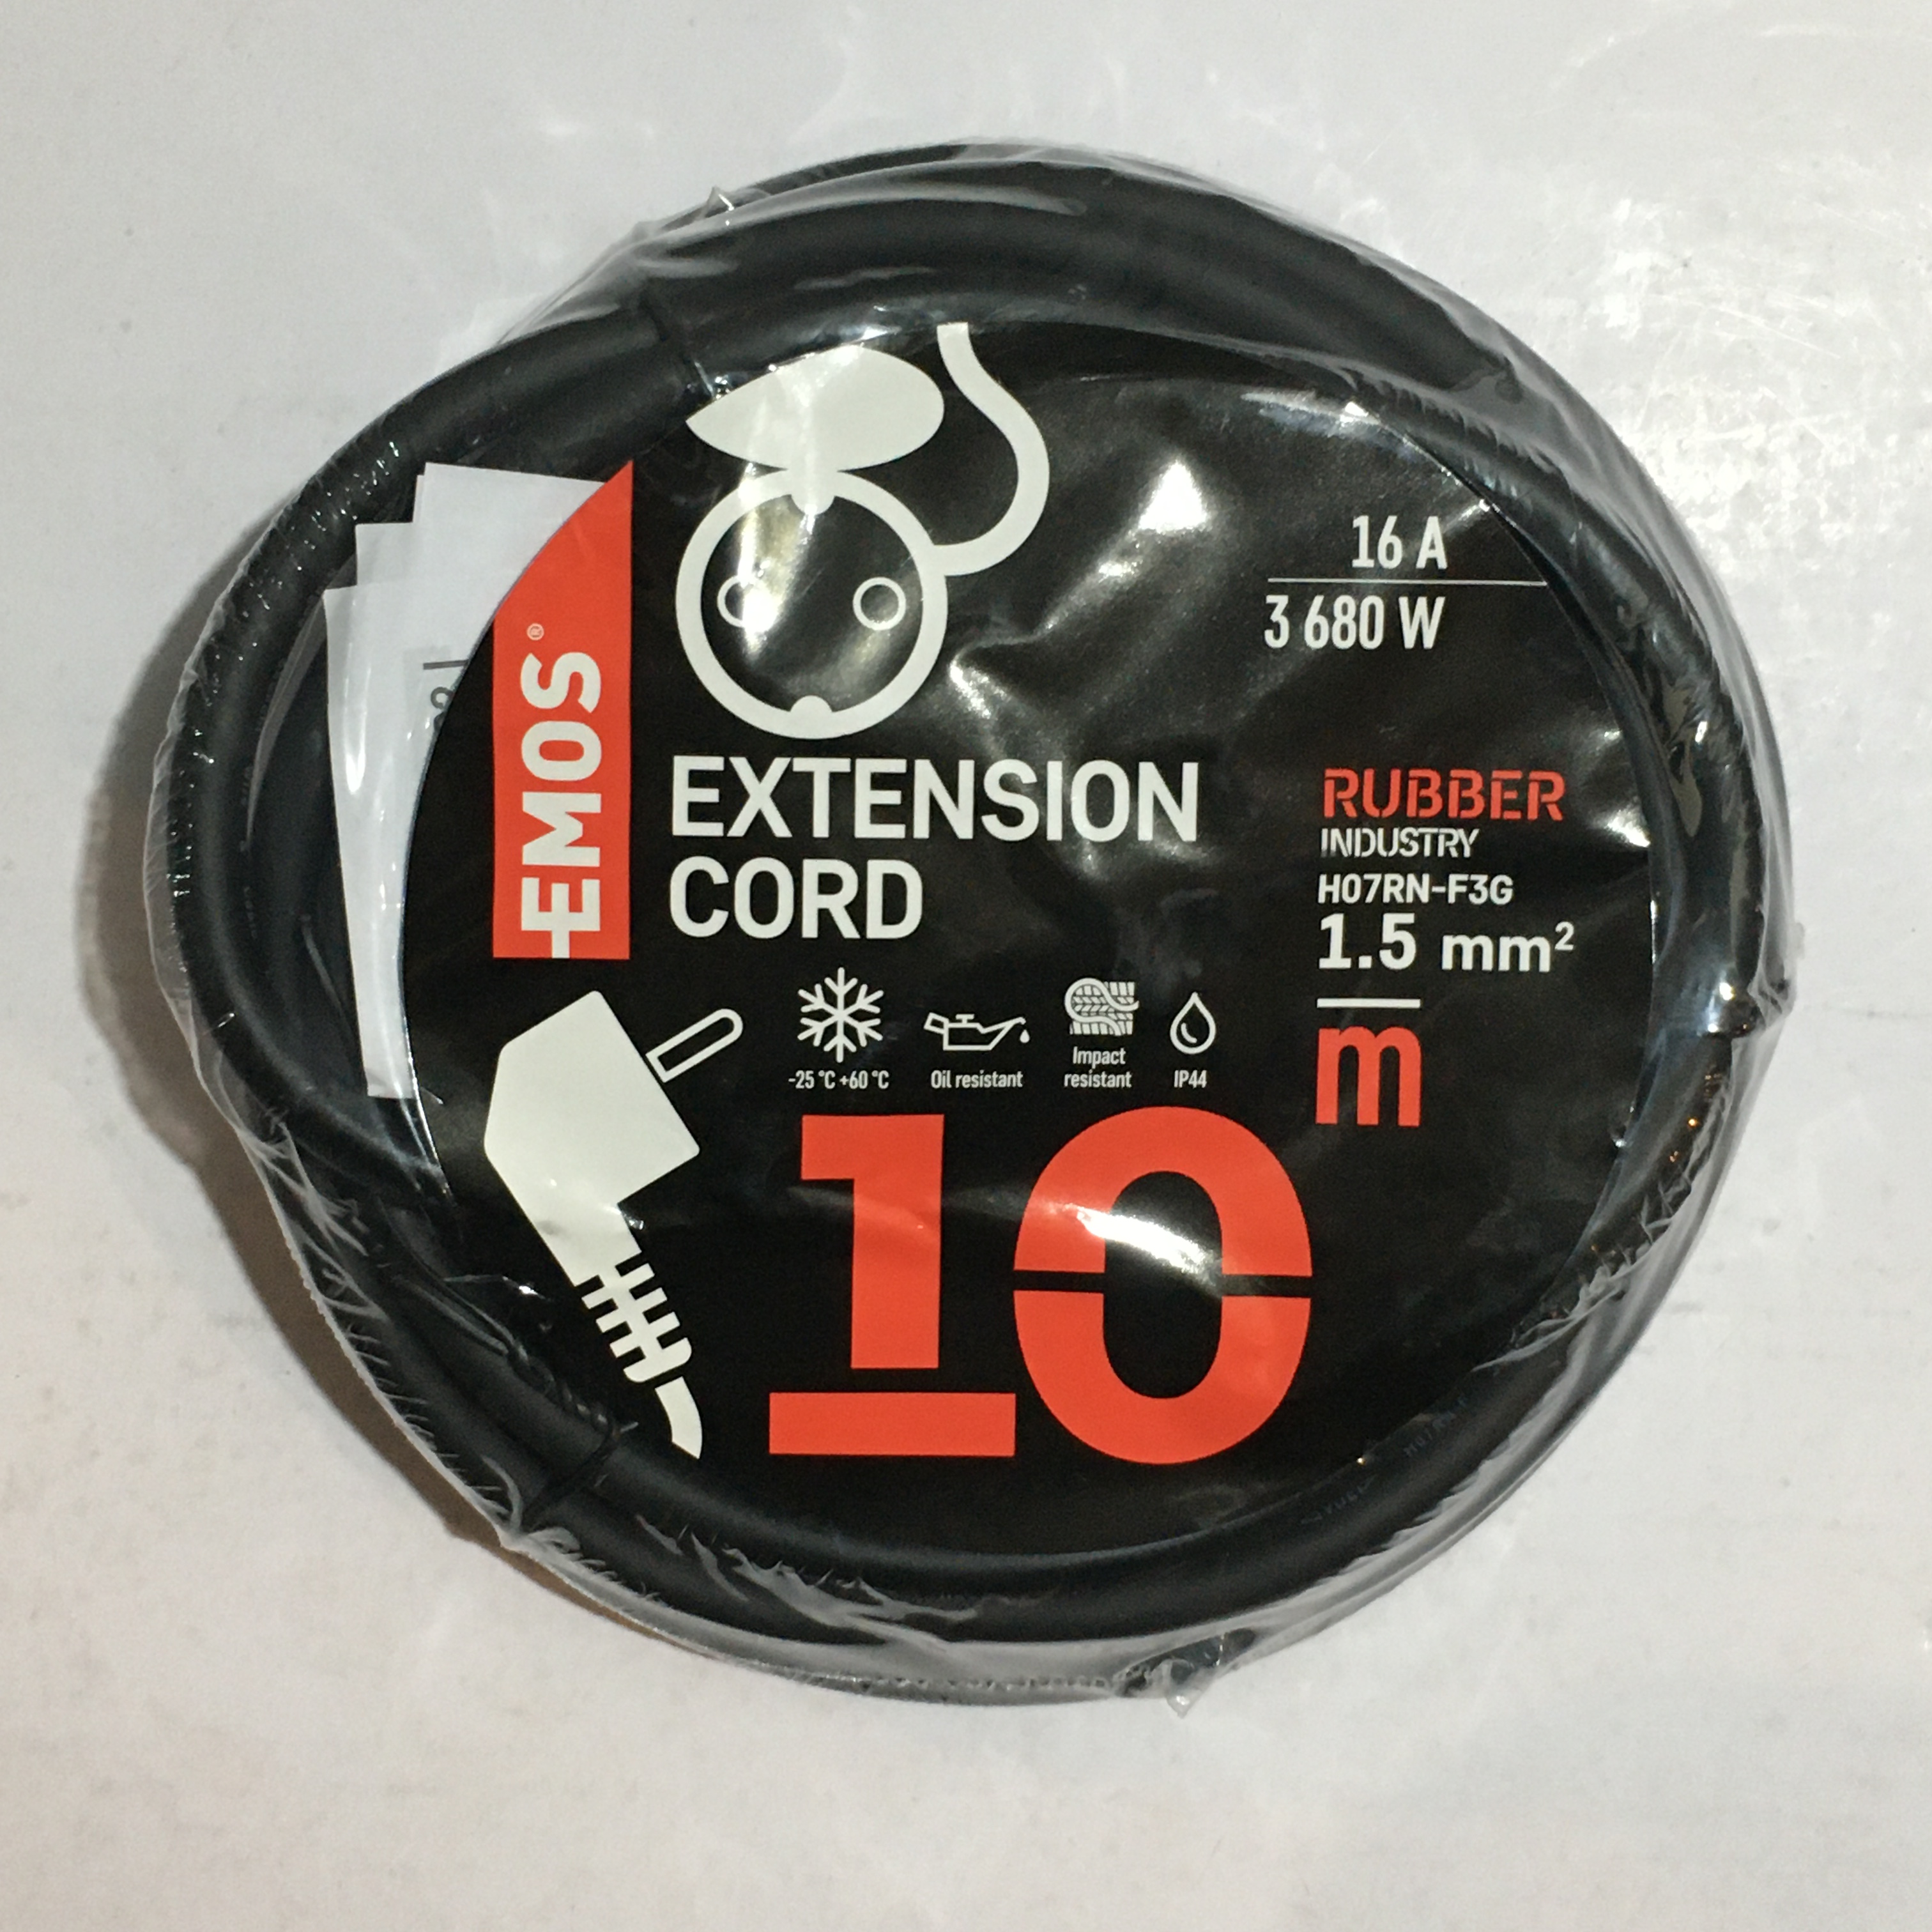 16 A
3 680 W
EMOS®
EXTENSION
CORD
RUBBER
INDUSTRY
H07RN-F3G
1.5 mm²
m
-25 °C +60 °C
Oil resistant
Impact
resistant
IP44
10